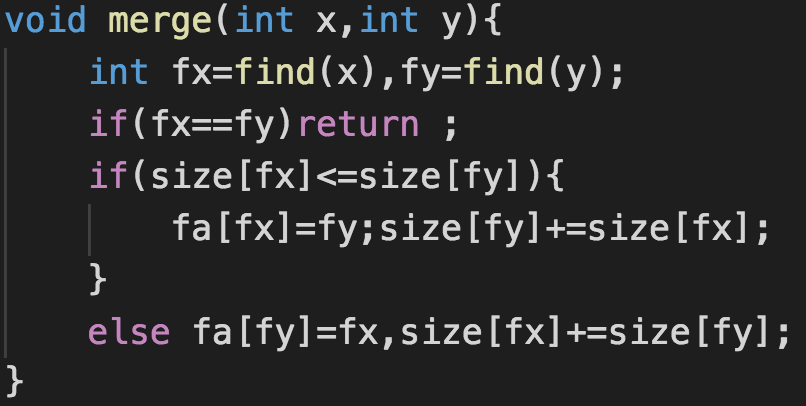 void merge(int x,int y){
    int fx=find(x),fy=find(y);
    if(fx==fy)return ;
    if(size[fx]<=size[fy]){
        fa[fx]=fy;size[fy]+=size[fx];
    }
    else fa[fy]=fx,size[fx]+=size[fy];
}